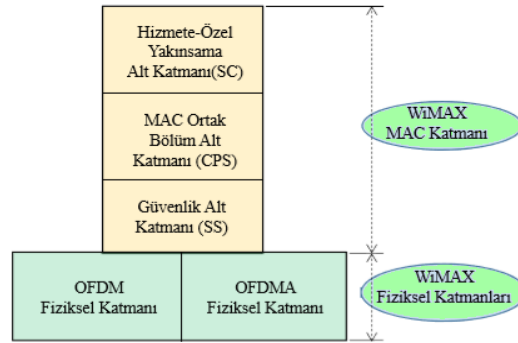 Hizmete-Özel
Yakınsama
Alt Katmanı(SC)
MAC Ortak
Bölüm Alt
Katmanı (CPS)
Güvenlik Alt
Katmanı (SS)
WiMAX
MAC Katmanı
OFDM
Fiziksel Katmanı
OFDMA
Fiziksel Katmanı
WiMAX
Fiziksel Katmanları